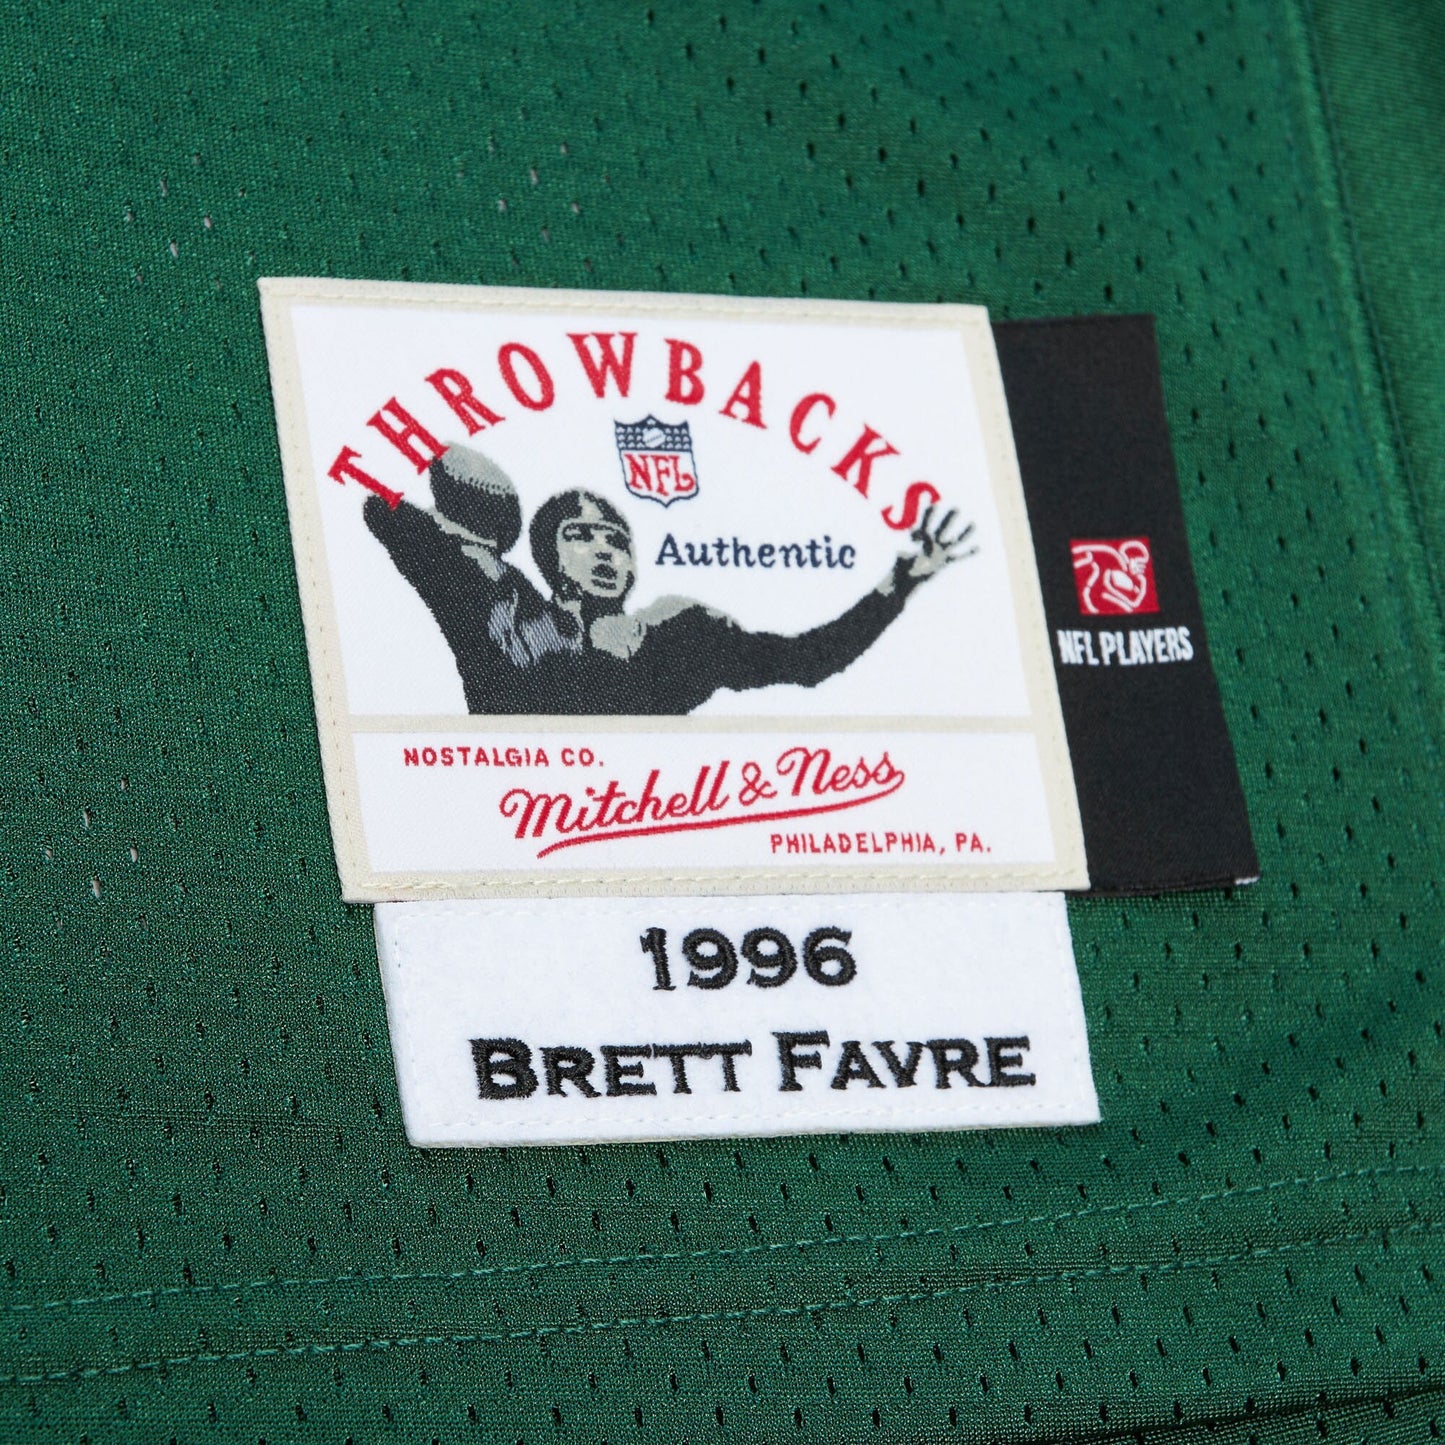 THROWBACKS
NFL
Authentic
NFL PLAYERS
NOSTALGIA CO.
Mitchell & Ness
PHILADELPHIA, PA.
1996
BRETT FAVRE